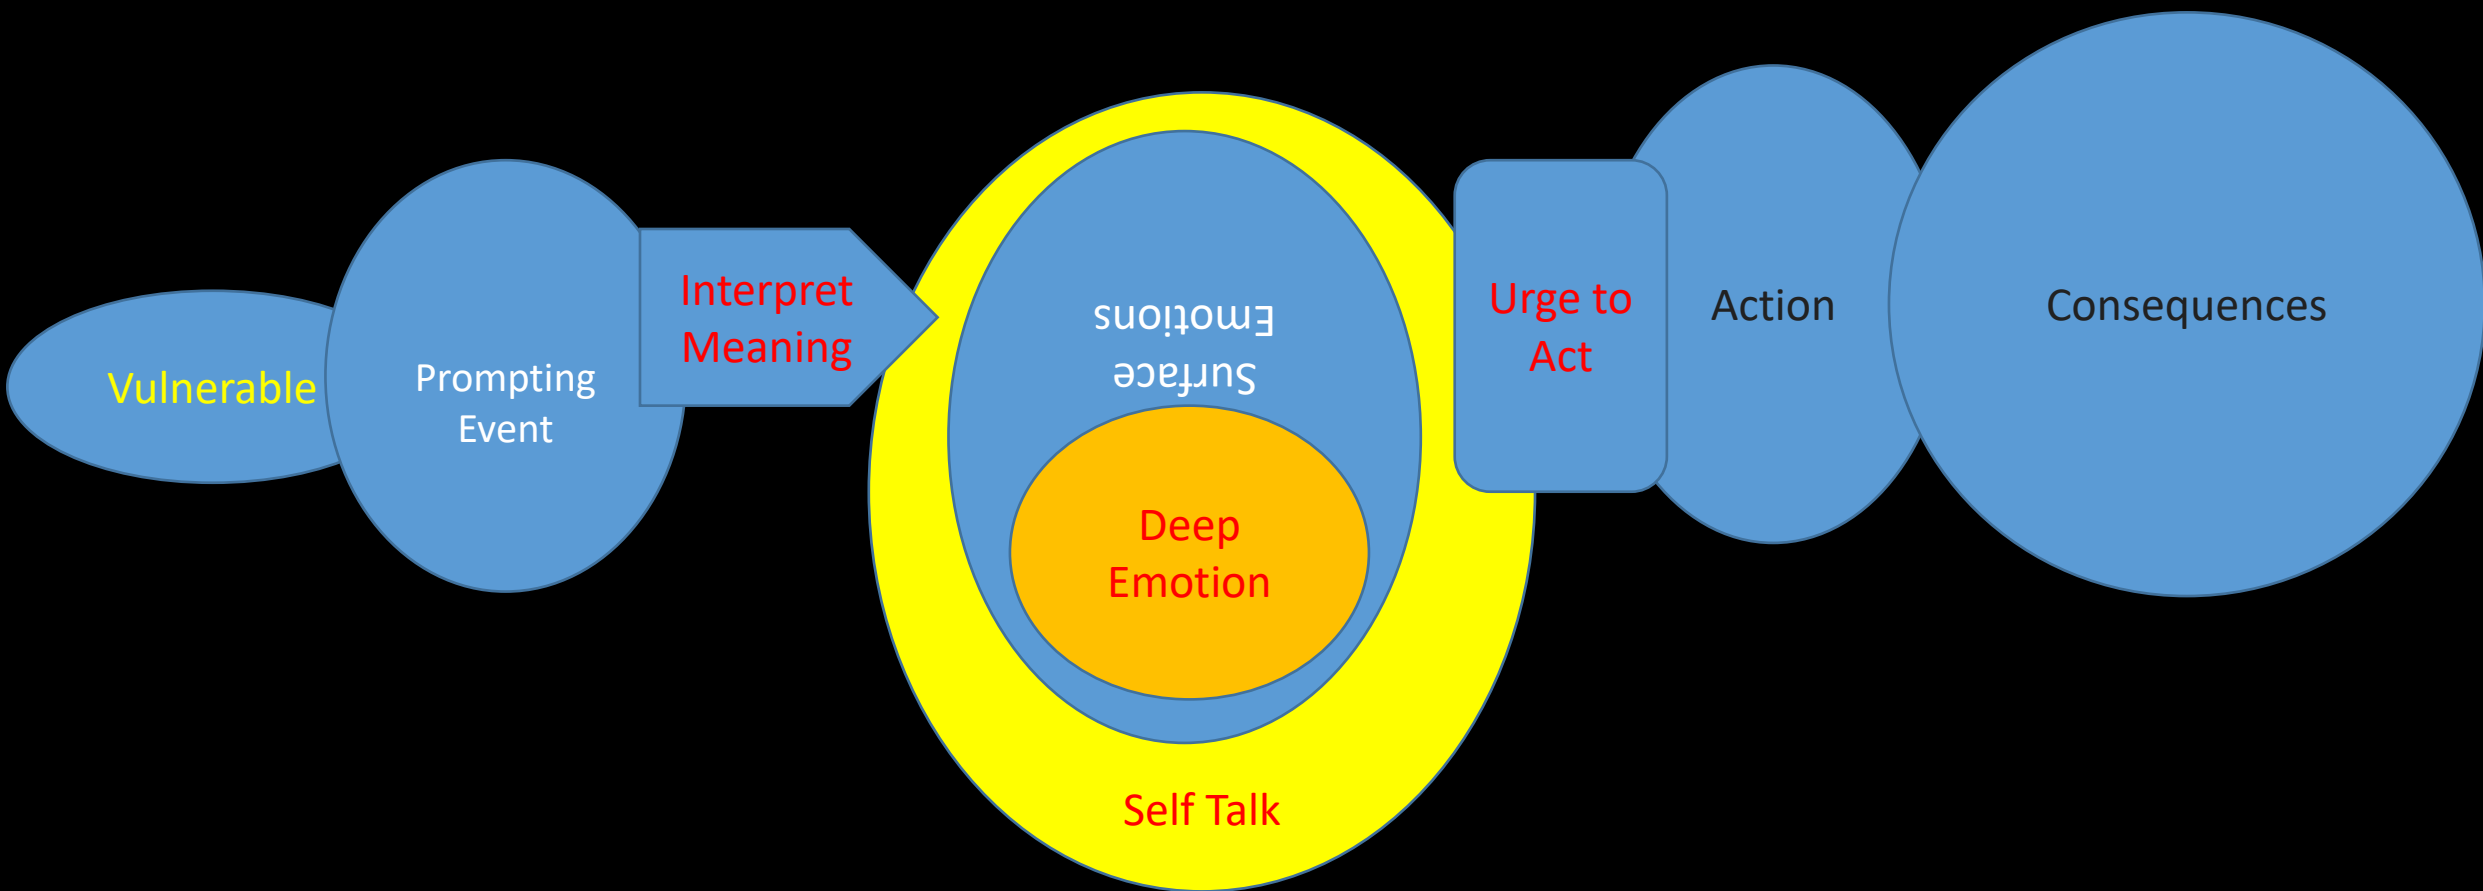 Vulnerable
Prompting
Event
Interpret
Meaning
Surface
Emotions
Deep
Emotion
Self Talk
Urge to
Act
Action
Consequences